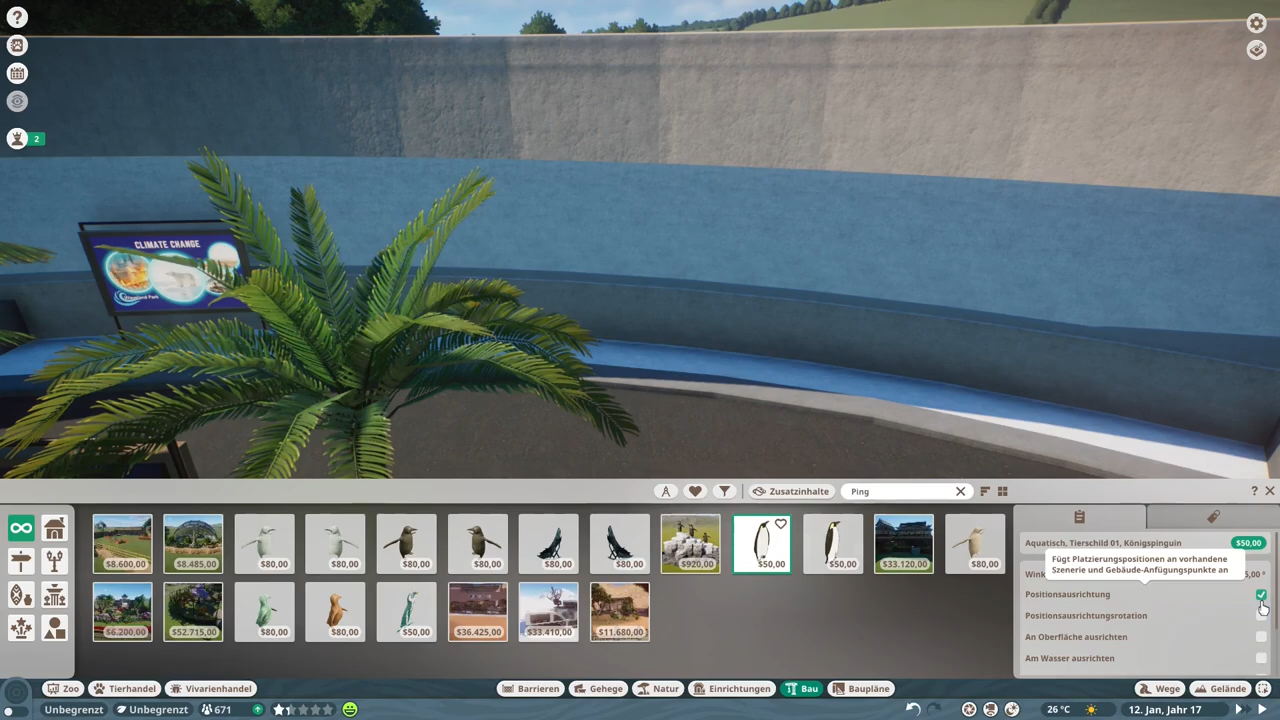 2
CLIMATE CHANGE
Zusatzinhalte
Ping
?
$8.600,00
$8.485,00
$80,00
$80,00
$80,00
$80,00
$80,00
$80,00
$920,00
$50,00
$50,00
$33.120,00
$80,00
$6.200,00
$52.715,00
$80,00
$80,00
$50,00
$36.425,00
$33.410,00
$11.680,00
Aquatisch, Tierschild 01, Königspinguin
$50,00
Fügt Platzierungspositionen an vorhandene
Szenerie und Gebäude-Anfügungspunkte an
Wink
5,00 °
Positionsausrichtung
Positionsausrichtungsrotation
An Oberfläche ausrichten
Am Wasser ausrichten
Zoo
Tierhandel
Vivarienhandel
Barrieren
Gehege
Natur
Einrichtungen
Bau
Baupläne
Wege
Gelände
Unbegrenzt
Unbegrenzt
671
26 °C
12. Jan, Jahr 17